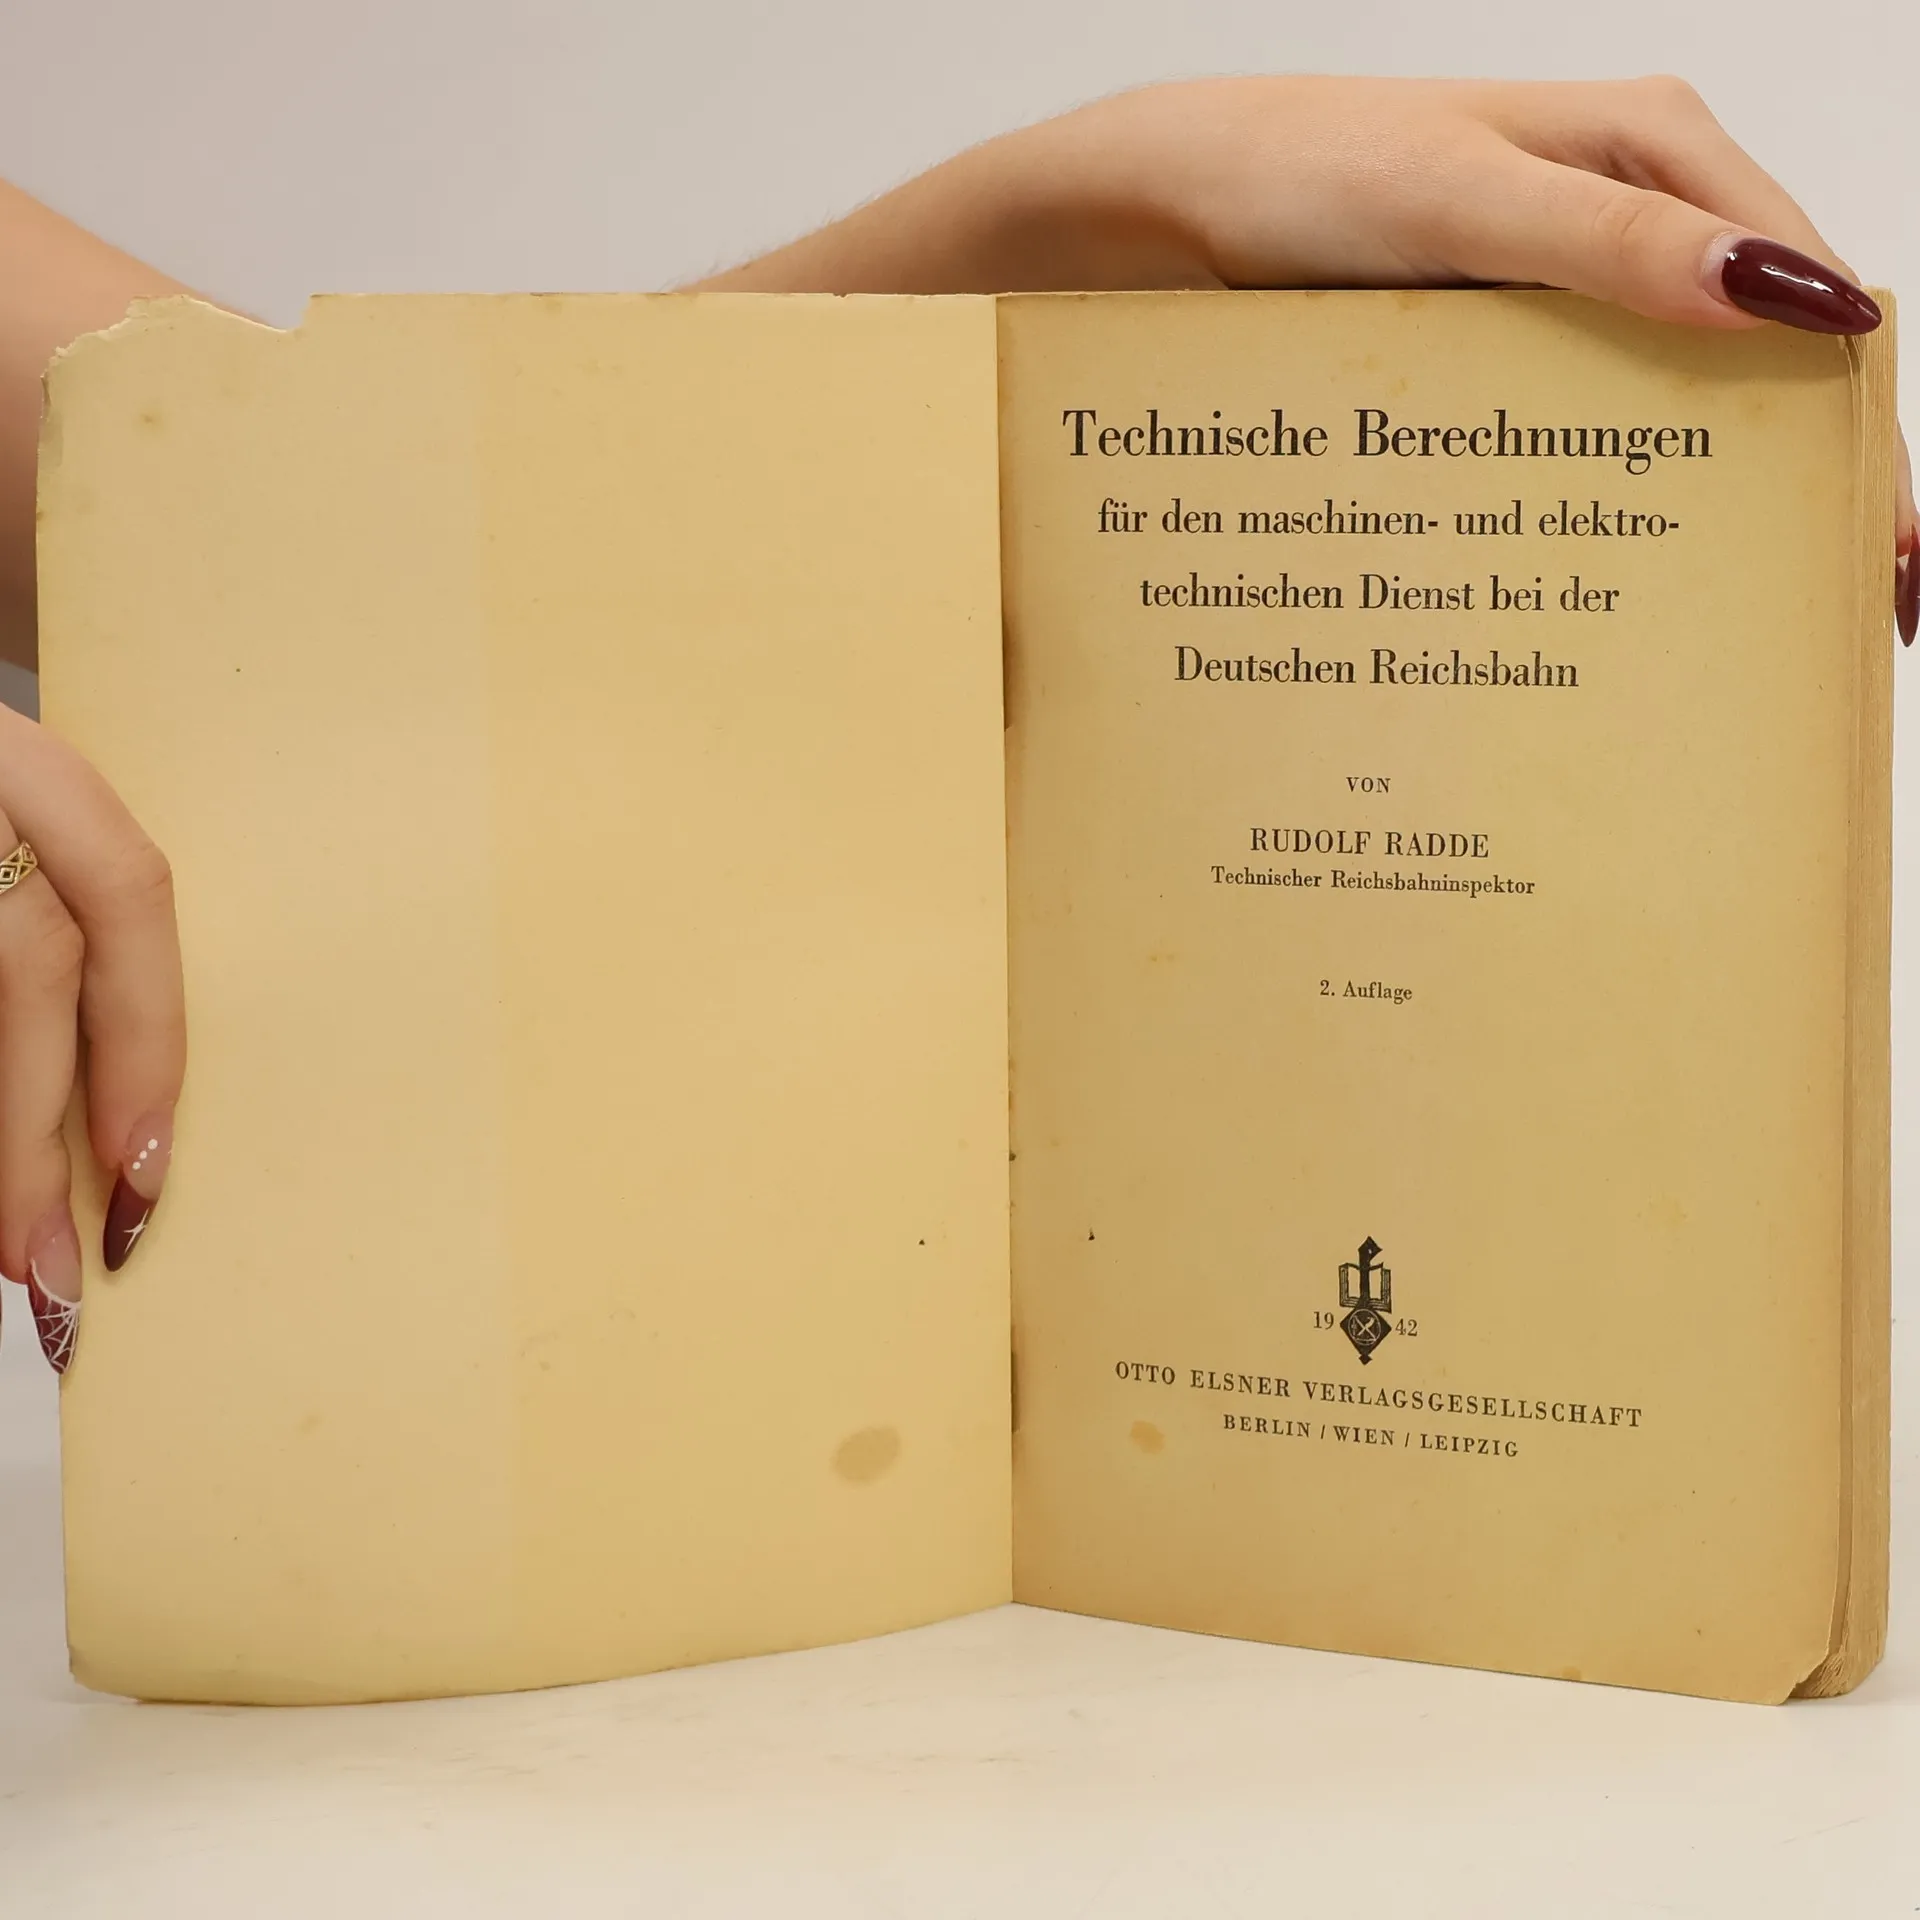 Technische Berechnungen
für den maschinen- und elektro-
technischen Dienst bei der
Deutschen Reichsbahn
VON
RUDOLF RADDE
Technischer Reichsbahninspektor
2. Auflage
19 42
OTTO ELSNER VERLAGSGESELLSCHAFT
BERLIN / WIEN / LEIPZIG